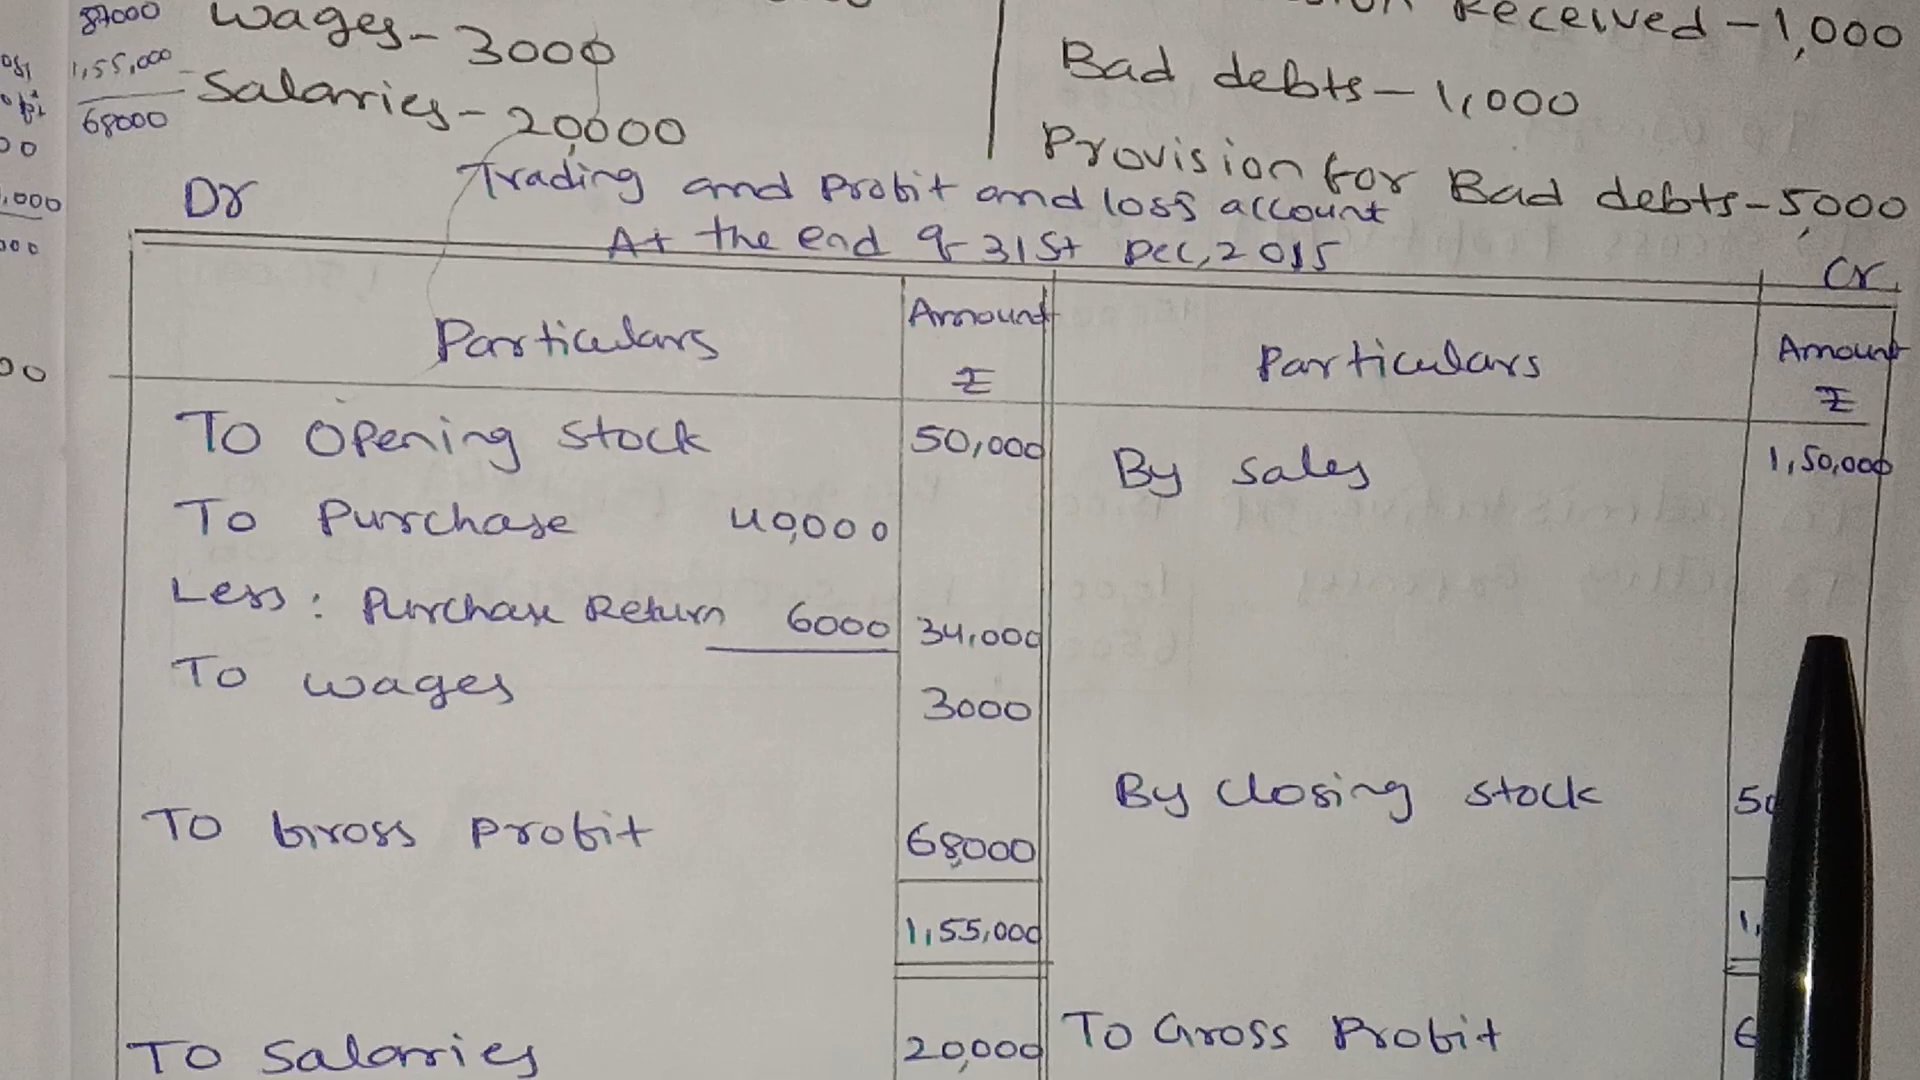 87000 Wages - 3000
1,55,000
68000 Salaries - 20,000
Received - 1,000
Bad debts - 1,000
Provision for Bad debts - 5,000
Dr Trading and Profit and loss account
At the end of 31st Dec, 2015 Cr
Particulars Amount ₹ Particulars Amount ₹
To Opening stock 50,000 By Sales 1,50,000
To Purchase 40,000
Less: Purchase Return 6000 34,000
To Wages 3000
By Closing stock
To Gross Profit 68000
1,55,000
To Salaries 20,000 To Gross Profit